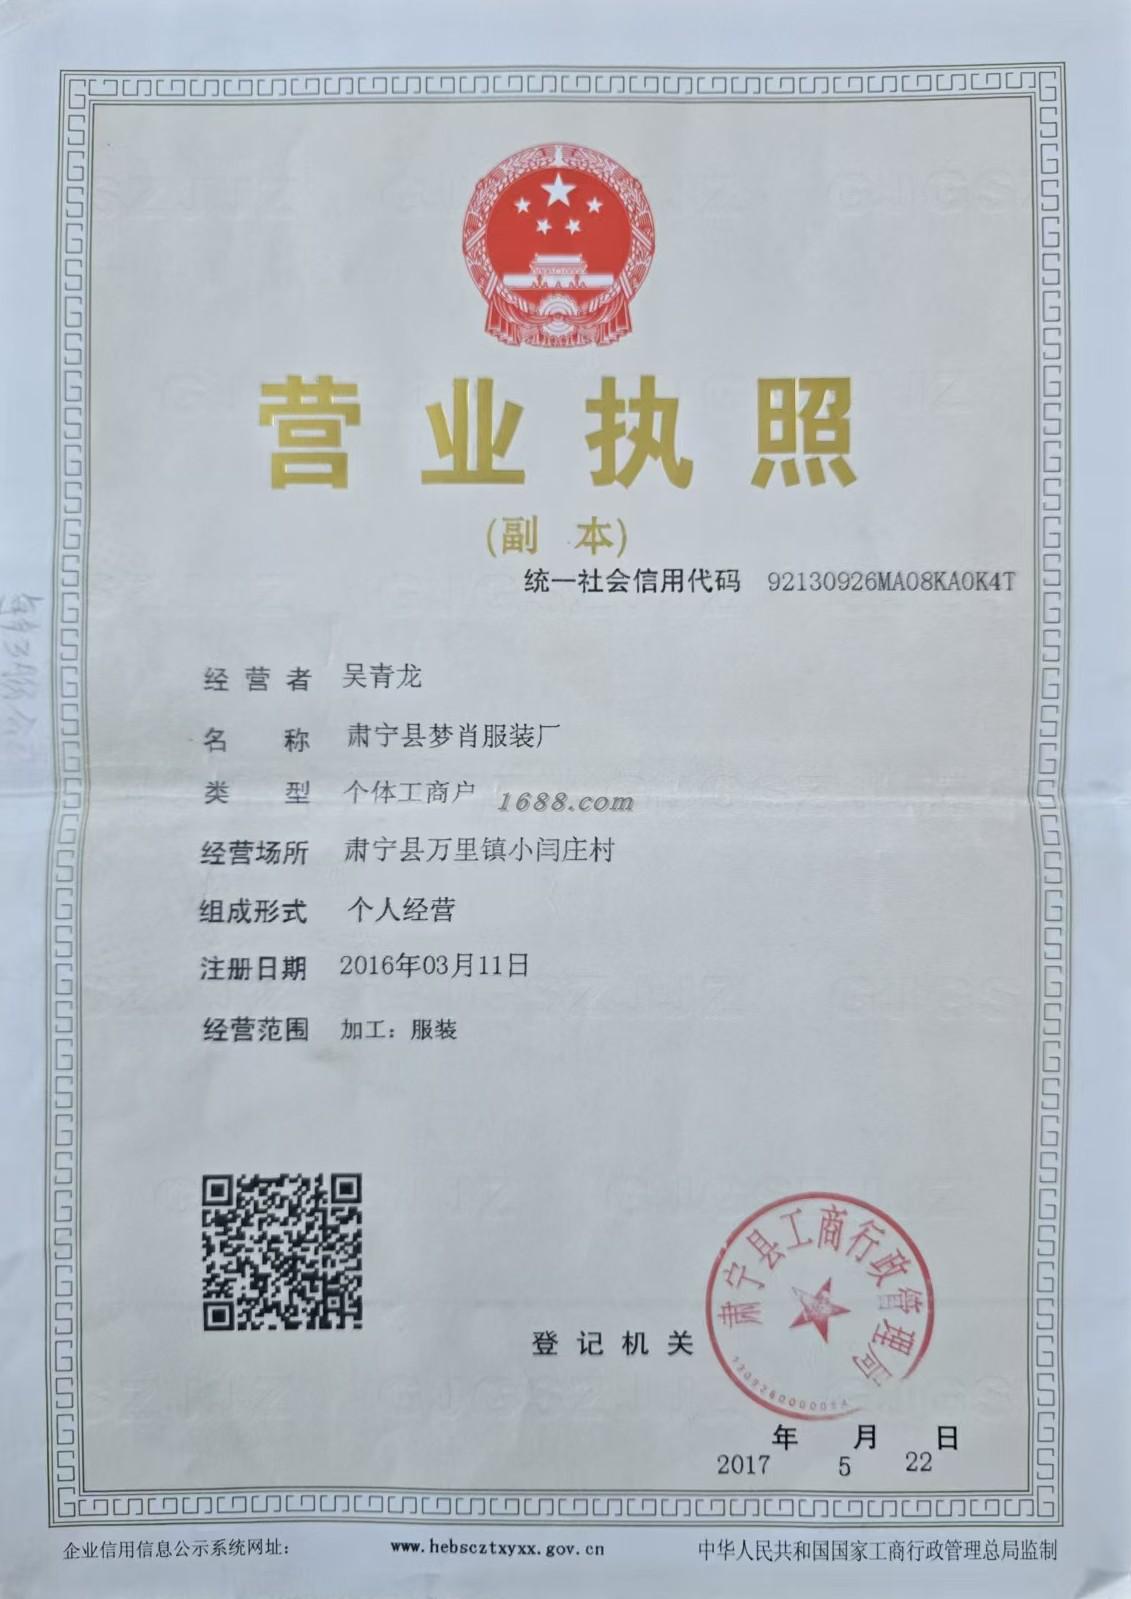 营业执照
(副 本)
统一社会信用代码 92130926MA08KA0K4T
经营者 吴青龙
名称 肃宁县梦肖服装厂
类型 个体工商户
1688.com
经营场所 肃宁县万里镇小闫庄村
组成形式 个人经营
注册日期 2016年03月11日
经营范围 加工：服装
登记机关
肃宁县工商行政管理局
2017年5月22日
企业信用信息公示系统网址： www.hebscztxyxx.gov.cn 中华人民共和国国家工商行政管理总局监制